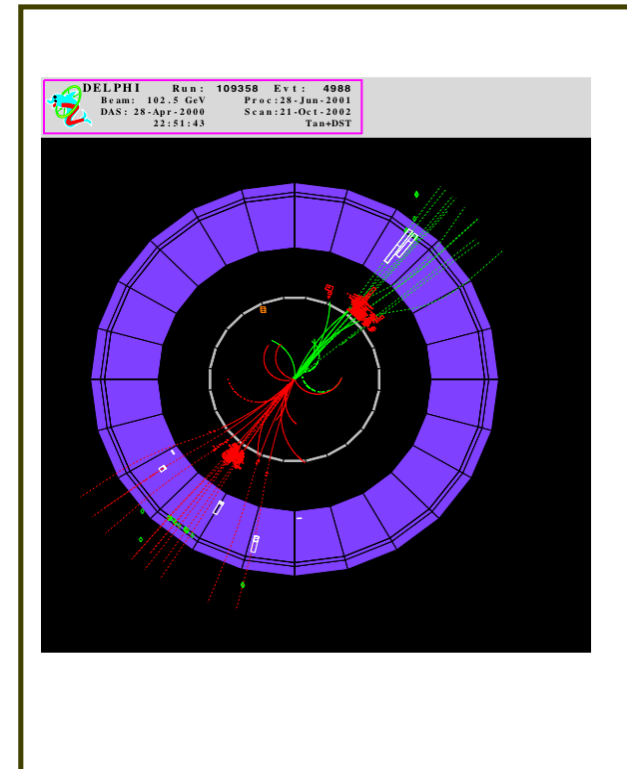 DELPHI Run: 109358 Evt: 4988
Beam: 102.5 GeV Proc:28-Jun-2001
DAS: 28-Apr-2000 Scan:21-Oct-2002
22:51:43 Tan+DST